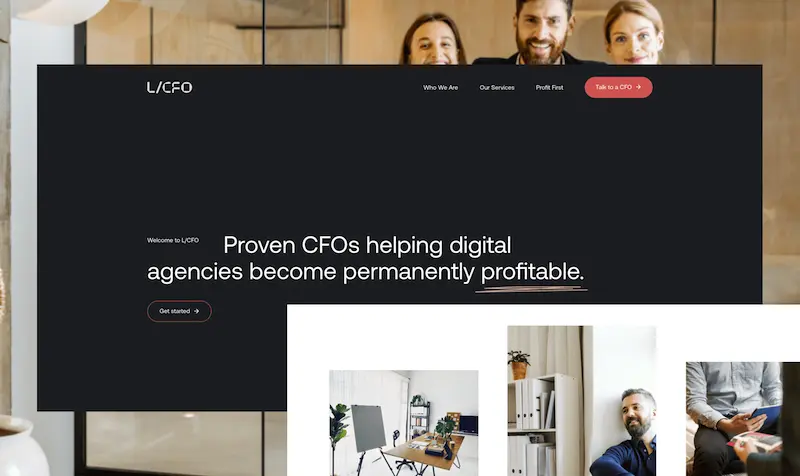 L/CFO
Who We Are
Our Services
Profit First
Talk to a CFO →
Welcome to L/CFO
Proven CFOs helping digital
agencies become permanently profitable.
Get started →